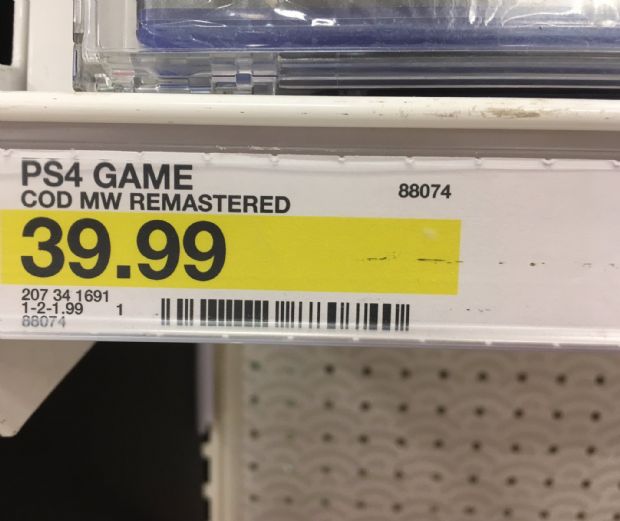 PS4 GAME
COD MW REMASTERED
88074
39.99
207 34 1691
1-2-1.99 1
88074